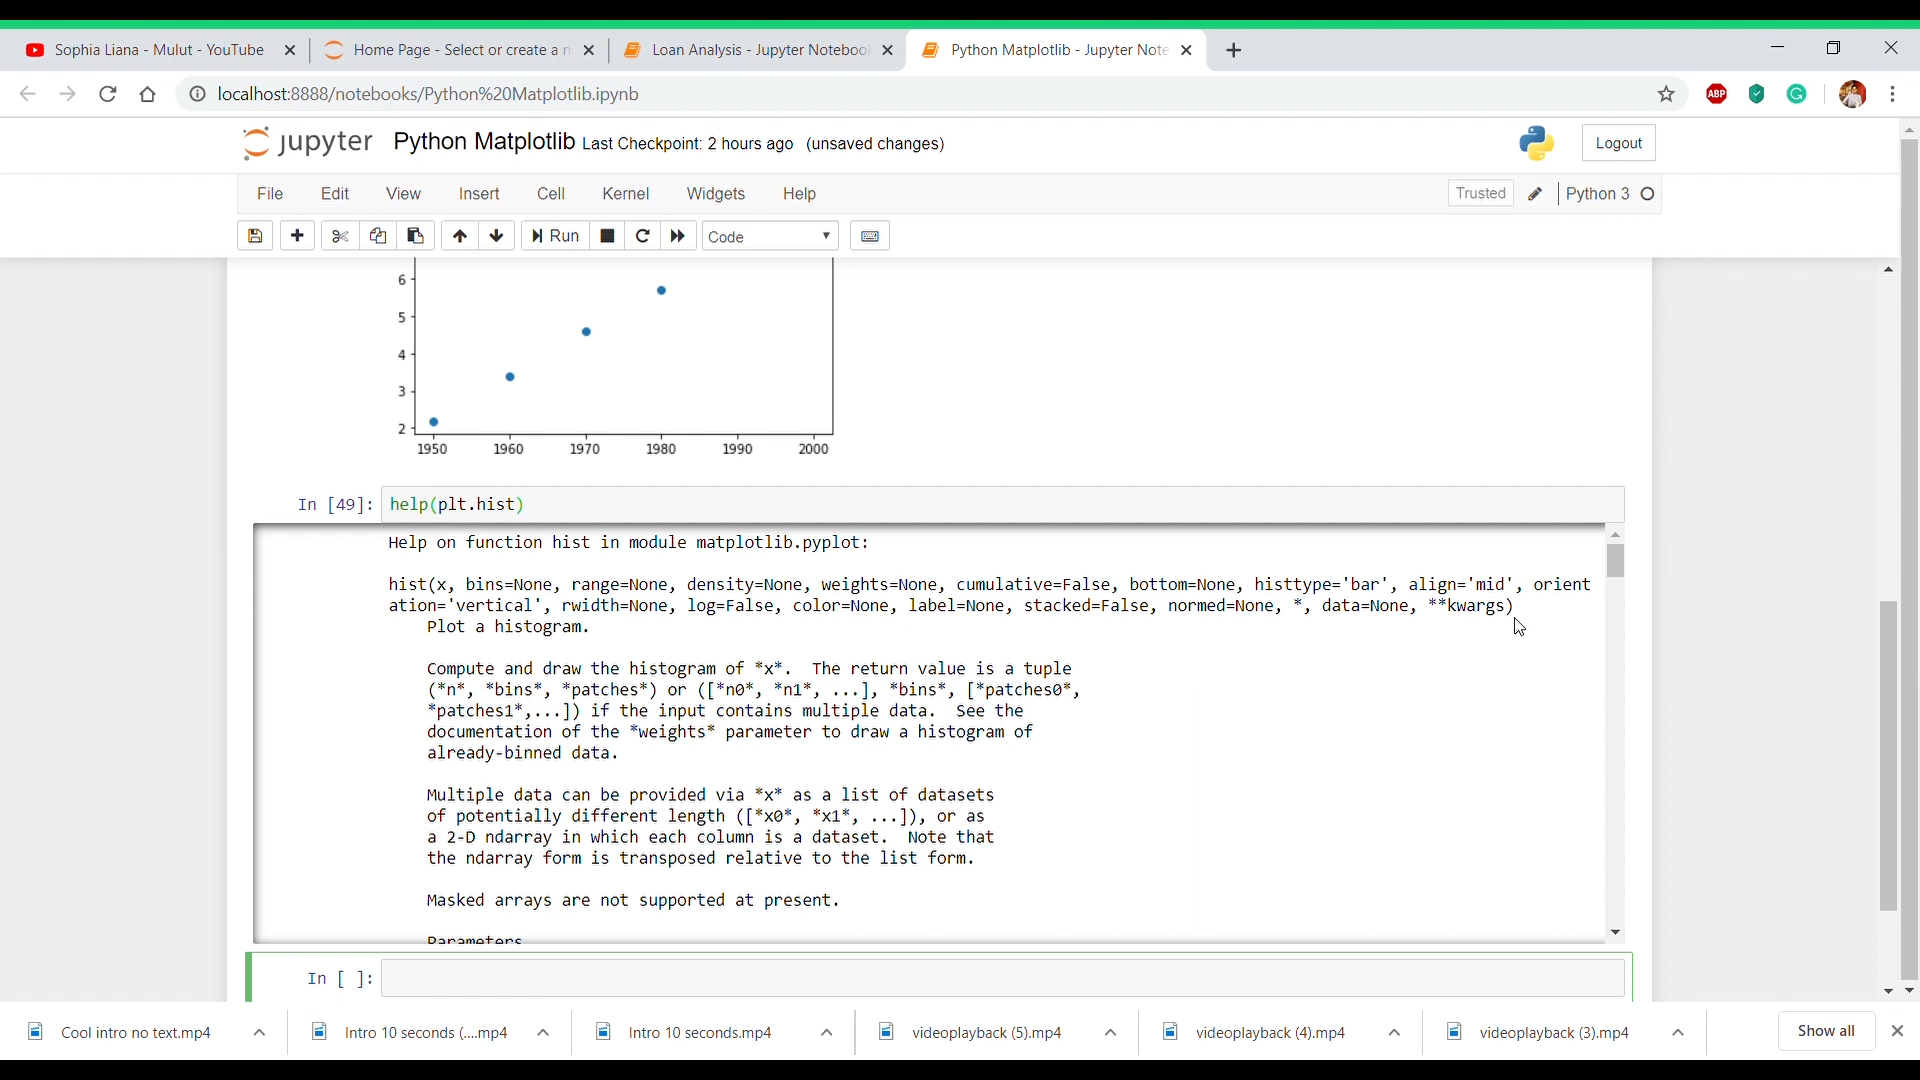 Sophia Liana - Mulut - YouTube
Home Page - Select or create a n
Loan Analysis - Jupyter Notebook
Python Matplotlib - Jupyter Note
localhost:8888/notebooks/Python%20Matplotlib.ipynb
ABP
jupyter Python Matplotlib Last Checkpoint: 2 hours ago (unsaved changes)
Logout
File Edit View Insert Cell Kernel Widgets Help
Trusted Python 3
Run Code
6
5
4
3
2
1950 1960 1970 1980 1990 2000
In [49]: help(plt.hist)
Help on function hist in module matplotlib.pyplot:
hist(x, bins=None, range=None, density=None, weights=None, cumulative=False, bottom=None, histtype='bar', align='mid', orient
ation='vertical', rwidth=None, log=False, color=None, label=None, stacked=False, normed=None, *, data=None, **kwargs)
Plot a histogram.
Compute and draw the histogram of *x*.  The return value is a tuple
(*n*, *bins*, *patches*) or ([*n0*, *n1*, ...], *bins*, [*patches0*,
*patches1*,...]) if the input contains multiple data.  See the
documentation of the *weights* parameter to draw a histogram of
already-binned data.
Multiple data can be provided via *x* as a list of datasets
of potentially different length ([*x0*, *x1*, ...]), or as
a 2-D ndarray in which each column is a dataset.  Note that
the ndarray form is transposed relative to the list form.
Masked arrays are not supported at present.
Parameters
In [ ]:
Cool intro no text.mp4
Intro 10 seconds (....mp4
Intro 10 seconds.mp4
videoplayback (5).mp4
videoplayback (4).mp4
videoplayback (3).mp4
Show all